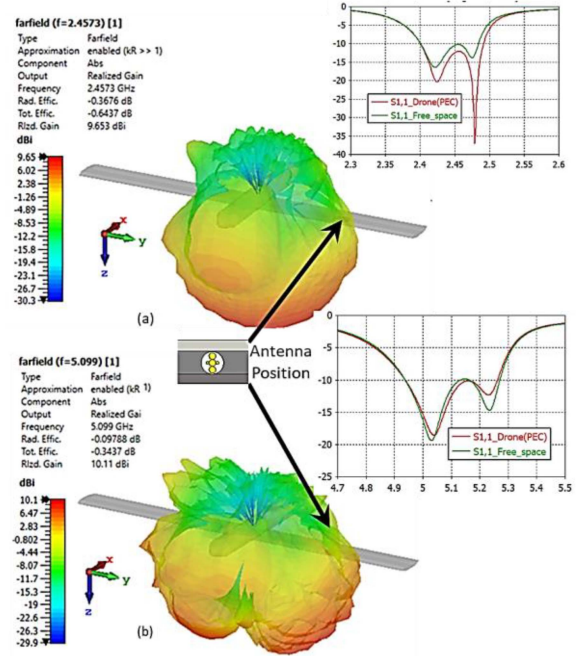 farfield (f=2.4573) [1]
Type Farfield
Approximation enabled (kR >> 1)
Component Abs
Output Realized Gain
Frequency 2.4573 GHz
Rad. Effic. -0.3676 dB
Tot. Effic. -0.6437 dB
Rlzd. Gain 9.653 dBi
dBi
9.65
6.02
2.38
-1.26
-4.89
-8.53
-12.2
-15.8
-19.4
-23.1
-26.7
-30.3
x
y
z
(a)
0
-5
-10
-15
-20
-25
-30
-35
-40
S1,1_Drone(PEC)
S1,1_Free_space
2.3 2.4 2.45 2.5 2.6
Antenna
Position
farfield (f=5.099) [1]
Type Farfield
Approximation enabled (kR 1)
Component Abs
Output Realized Gai
Frequency 5.099 GHz
Rad. Effic. -0.09788 dB
Tot. Effic. -0.3437 dB
Rlzd. Gain 10.11 dBi
dBi
10.1
6.47
2.83
-0.802
-4.44
-8.07
-11.7
-15.3
-19
-22.6
-26.3
-29.9
x
y
z
(b)
0
-5
-10
-15
-20
-25
S1,1_Drone(PEC)
S1,1_Free_space
4.7 4.8 4.9 5 5.1 5.2 5.3 5.4 5.5